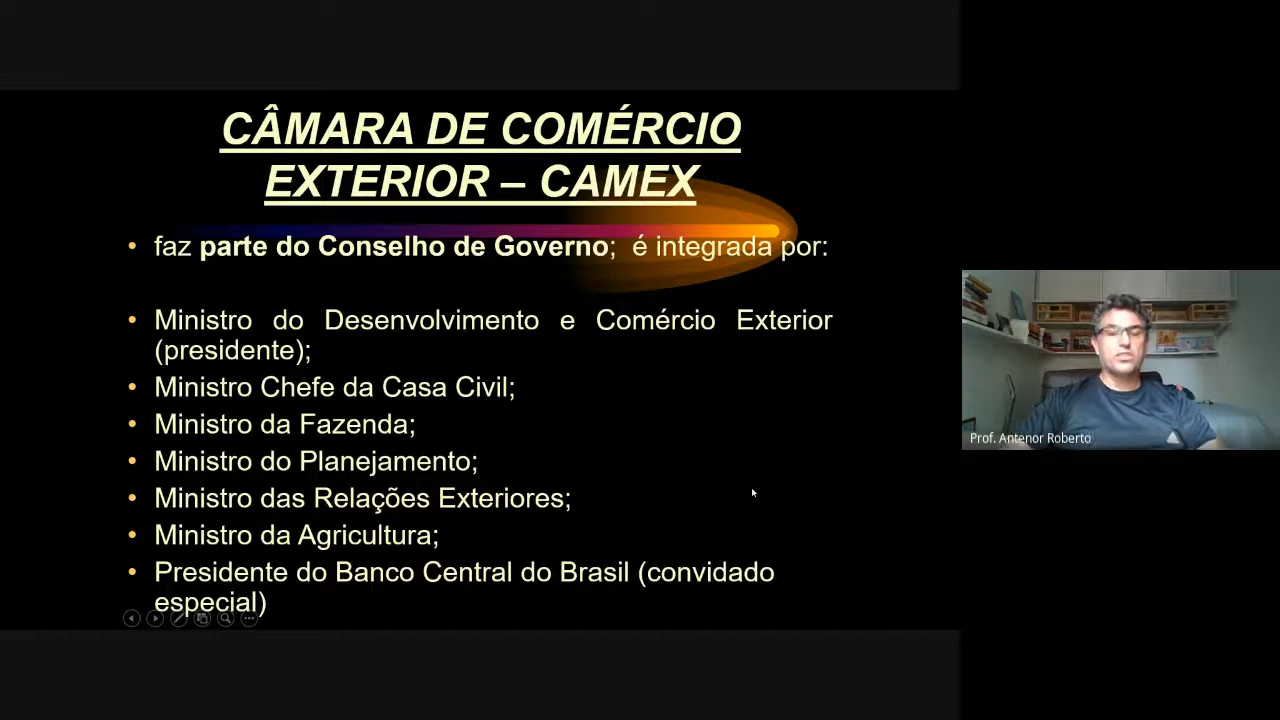 CÂMARA DE COMÉRCIO
EXTERIOR – CAMEX
• faz parte do Conselho de Governo;  é integrada por:
• Ministro do Desenvolvimento e Comércio Exterior
(presidente);
• Ministro Chefe da Casa Civil;
• Ministro da Fazenda;
• Ministro do Planejamento;
• Ministro das Relações Exteriores;
• Ministro da Agricultura;
• Presidente do Banco Central do Brasil (convidado
especial)
Prof. Antenor Roberto